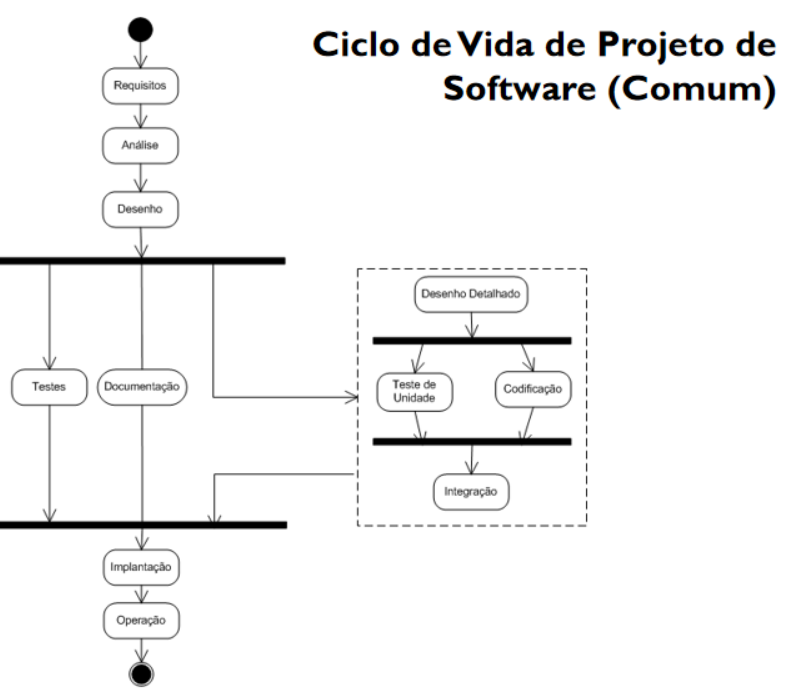 Ciclo de Vida de Projeto de
Software (Comum)
Requisitos
Análise
Desenho
Desenho Detalhado
Testes
Documentação
Teste de
Unidade
Codificação
Integração
Implantação
Operação